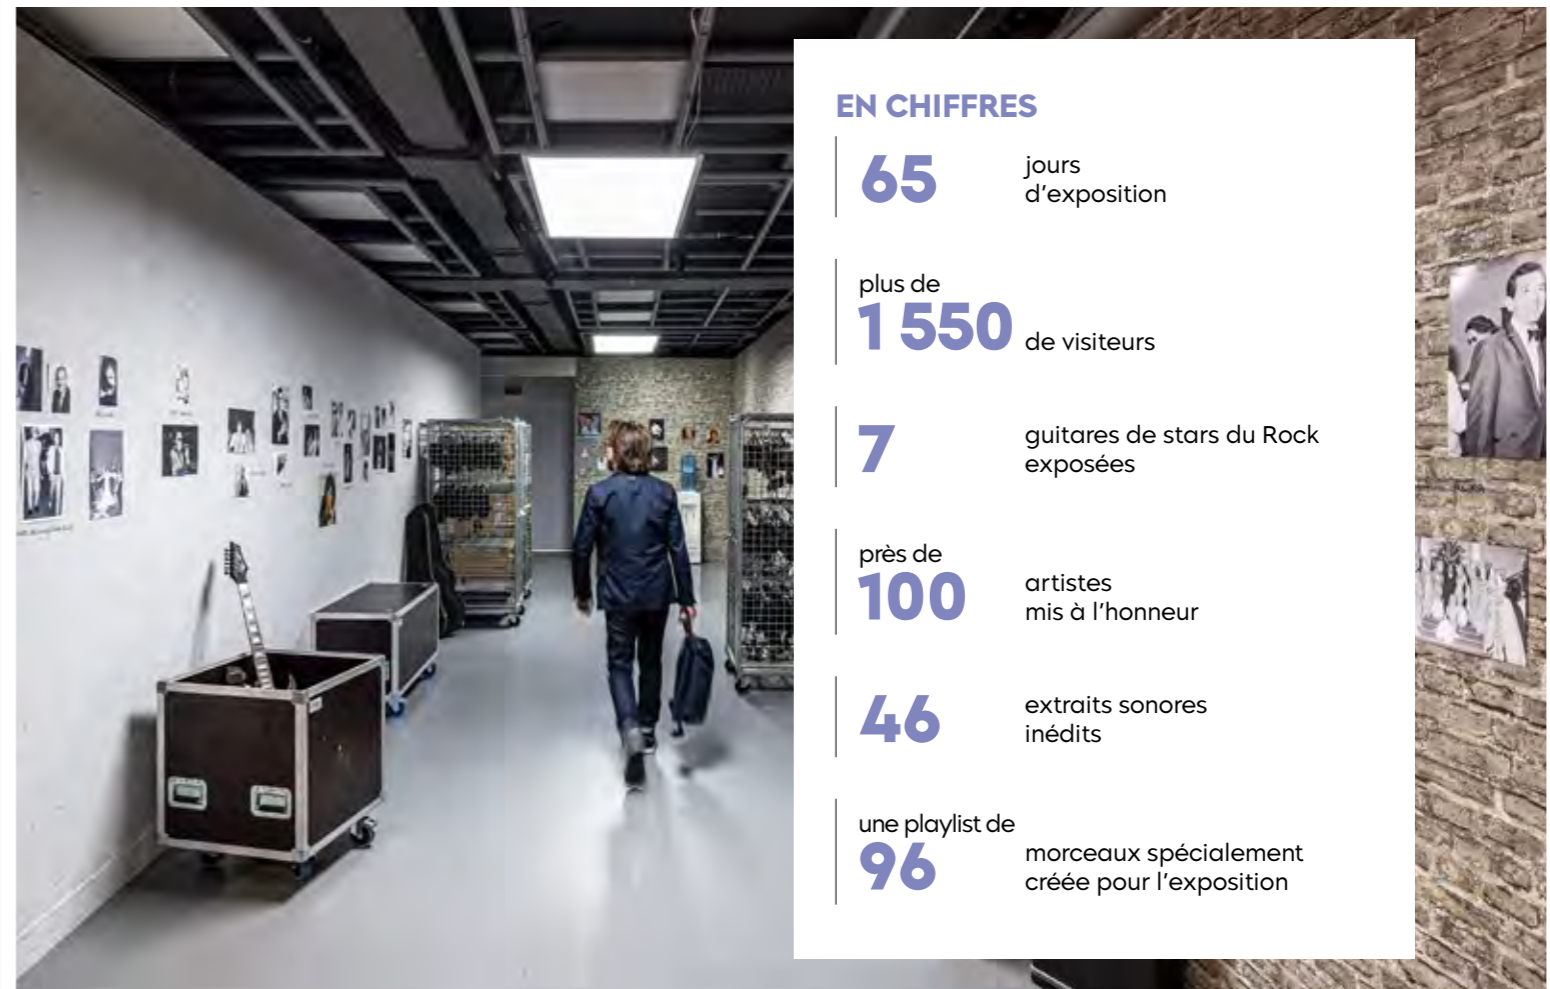 EN CHIFFRES
65
jours
d'exposition
plus de
1 550 de visiteurs
7
guitares de stars du Rock
exposées
près de
100
artistes
mis à l'honneur
46
extraits sonores
inédits
une playlist de
96
morceaux spécialement
créée pour l'exposition